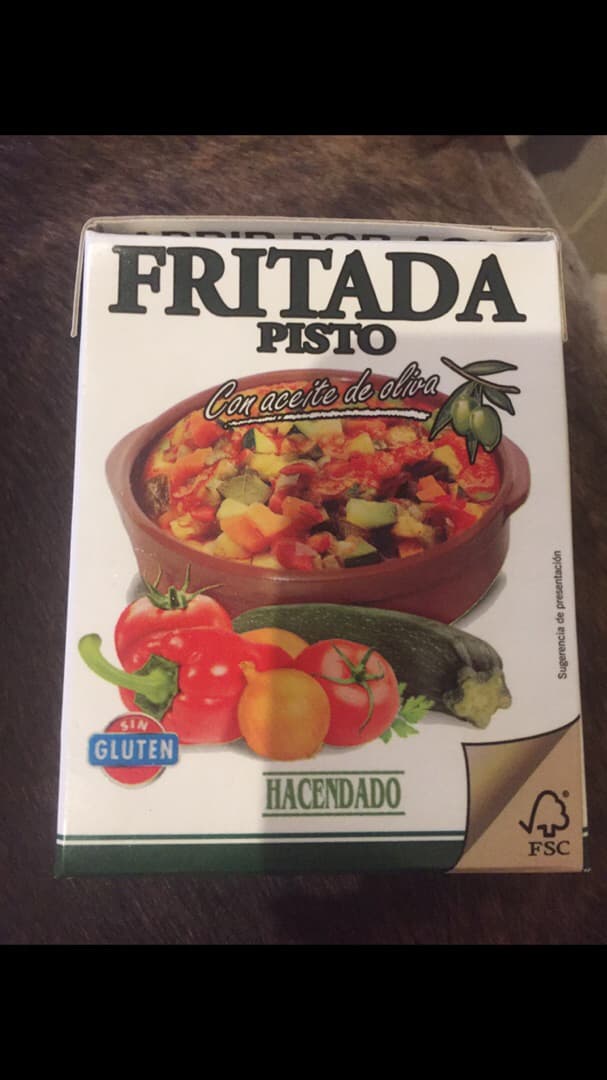 FRITADA
PISTO
Con aceite de oliva
Sugerencia de presentación
SIN
GLUTEN
HACENDADO
FSC